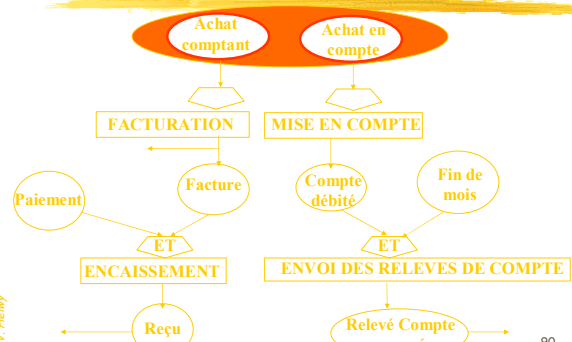 Achat
comptant
Achat en
compte
FACTURATION
MISE EN COMPTE
Paiement
Facture
Compte
débité
Fin de
mois
ET
ET
ENCAISSEMENT
ENVOI DES RELEVES DE COMPTE
Reçu
Relevé Compte